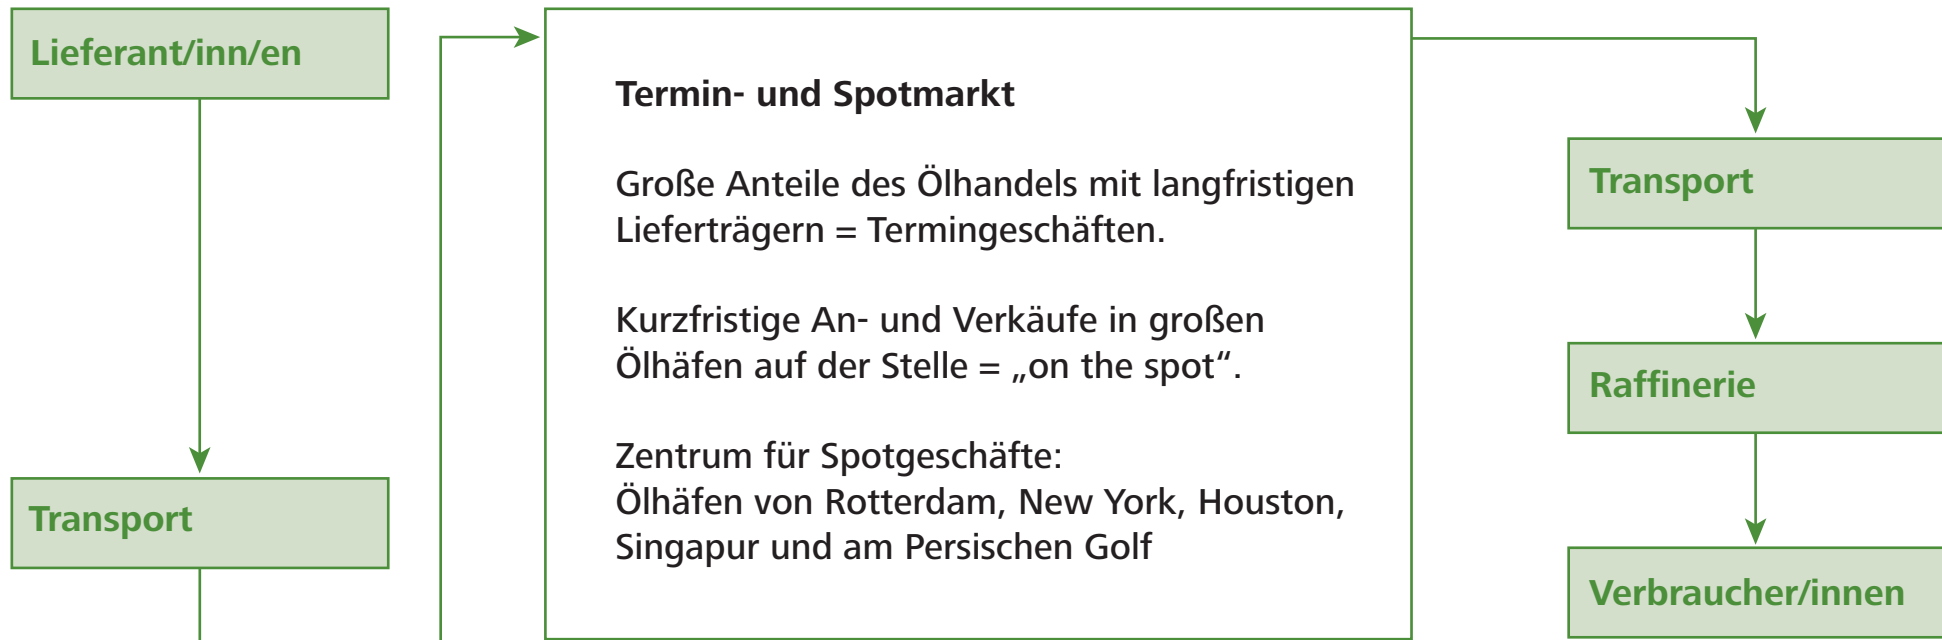 Lieferant/inn/en
Transport
Termin- und Spotmarkt
Große Anteile des Ölhandels mit langfristigen
Lieferträgern = Termingeschäften.
Kurzfristige An- und Verkäufe in großen
Ölhäfen auf der Stelle = „on the spot“.
Zentrum für Spotgeschäfte:
Ölhäfen von Rotterdam, New York, Houston,
Singapur und am Persischen Golf
Transport
Raffinerie
Verbraucher/innen